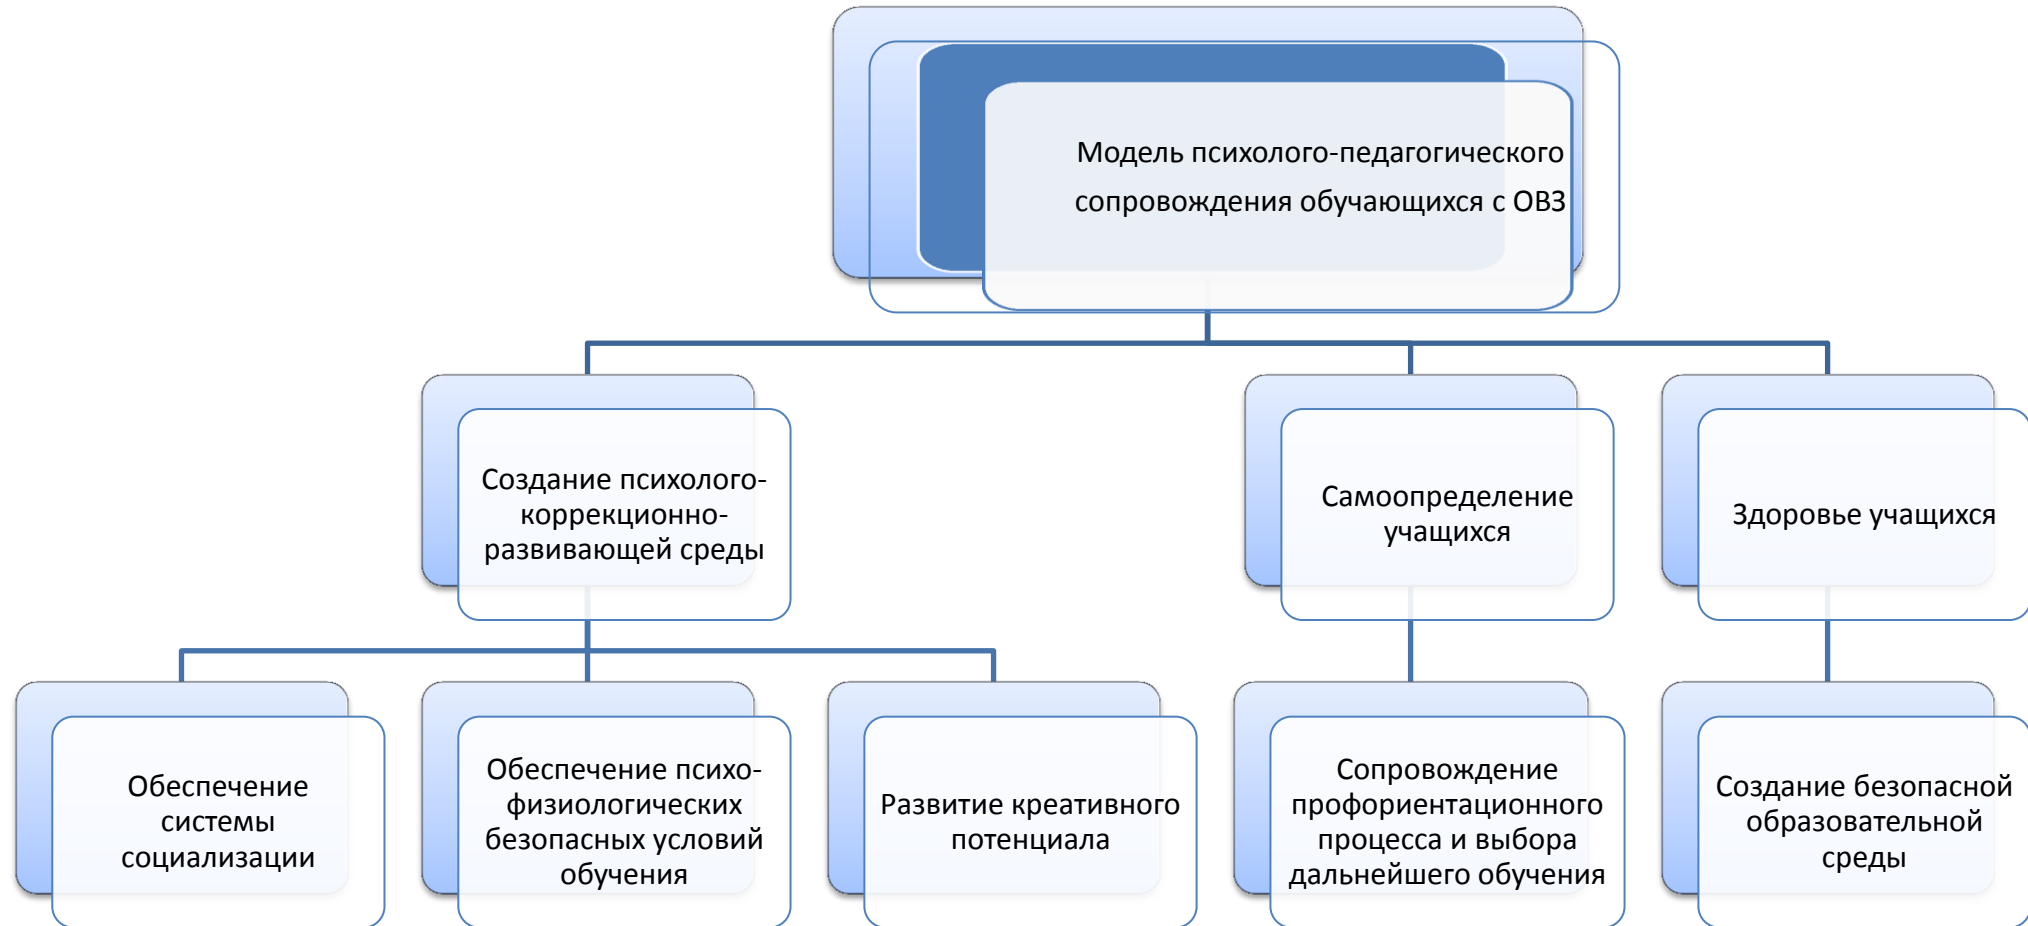 Модель психолого-педагогического
сопровождения обучающихся с ОВЗ
Создание психолого-
коррекционно-
развивающей среды
Самоопределение
учащихся
Здоровье учащихся
Обеспечение
системы
социализации
Обеспечение психо-
физиологических
безопасных условий
обучения
Развитие креативного
потенциала
Сопровождение
профориентационного
процесса и выбора
дальнейшего обучения
Создание безопасной
образовательной
среды